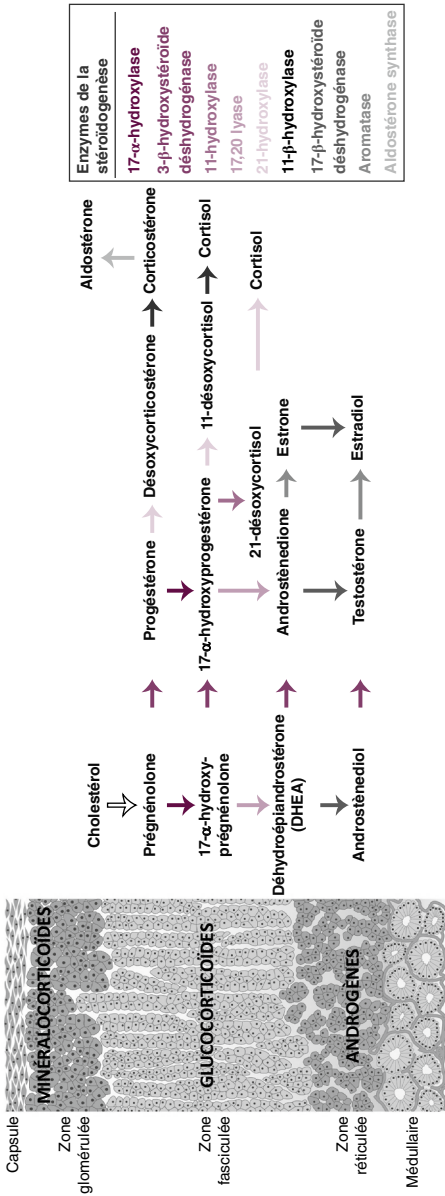 Capsule
Zone
glomérulée
Zone
fasciculée
Zone
réticulée
Médullaire
MINÉRALOCORTICOÏDES
GLUCOCORTICOÏDES
ANDROGÈNES
Cholestérol
Prégnénolone
17-α-hydroxy-
prégnénolone
Déhydroépiandrostérone
(DHEA)
Androstènediol
Progéstérone
Désoxycorticostérone
Corticostérone
Aldostérone
17-α-hydroxyprogestérone
11-désoxycortisol
Cortisol
21-désoxycortisol
Cortisol
Androstènedione
Estrone
Testostérone
Estradiol
Enzymes de la
stéroïdogenèse
17-α-hydroxylase
3-β-hydroxystéroïde
déshydrogénase
11-hydroxylase
17,20 lyase
21-hydroxylase
11-β-hydroxylase
17-β-hydroxystéroïde
déshydrogénase
Aromatase
Aldostérone synthase